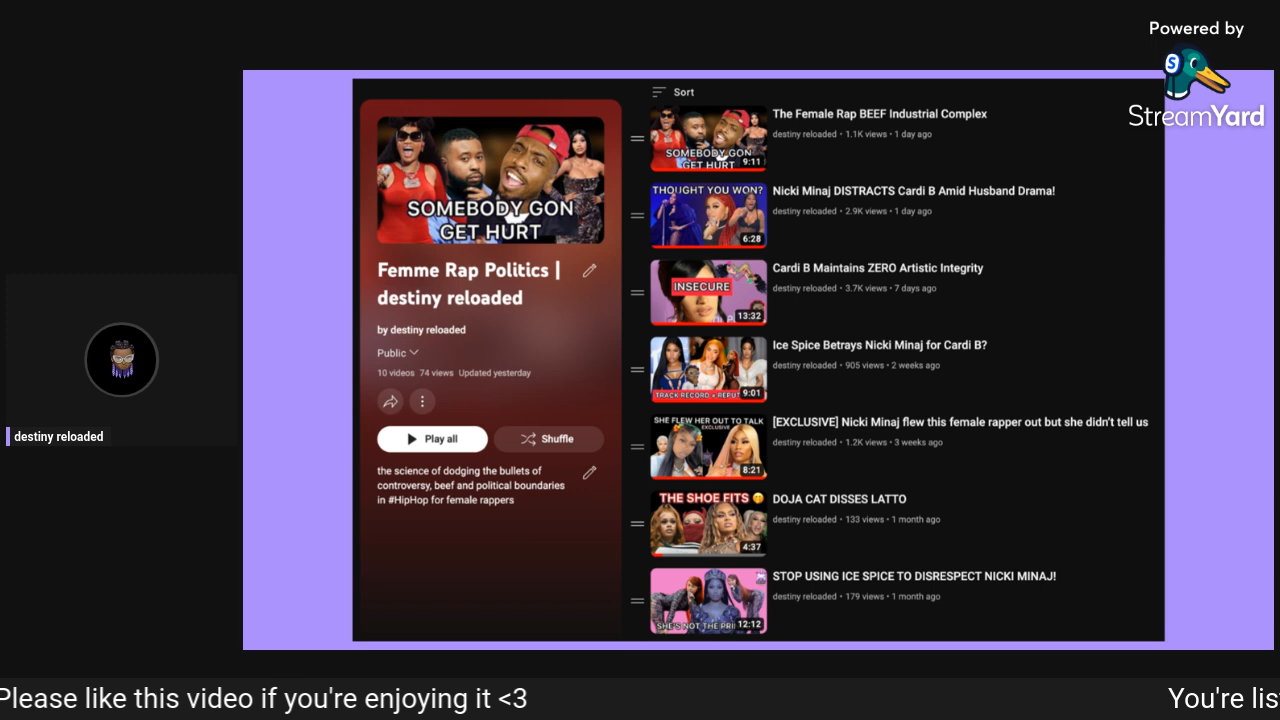 Powered by
StreamYard
SOMEBODY GON
GET HURT
Femme Rap Politics |
destiny reloaded
by destiny reloaded
Public
10 videos 74 views Updated yesterday
Play all
Shuffle
the science of dodging the bullets of
controversy, beef and political boundaries
in #HipHop for female rappers
Sort
SOMEBODY GON
GET HURT
9:11
The Female Rap BEEF Industrial Complex
destiny reloaded • 1.1K views • 1 day ago
THOUGHT YOU WON?
6:28
Nicki Minaj DISTRACTS Cardi B Amid Husband Drama!
destiny reloaded • 2.9K views • 1 day ago
INSECURE
13:32
Cardi B Maintains ZERO Artistic Integrity
destiny reloaded • 3.7K views • 7 days ago
9:01
Ice Spice Betrays Nicki Minaj for Cardi B?
destiny reloaded • 905 views • 2 weeks ago
SHE FLEW HER OUT TO TALK
EXCLUSIVE
8:21
[EXCLUSIVE] Nicki Minaj flew this female rapper out but she didn't tell us
destiny reloaded • 1.2K views • 3 weeks ago
THE SHOE FITS
4:37
DOJA CAT DISSES LATTO
destiny reloaded • 133 views • 1 month ago
SHE'S NOT THE PRI
12:12
STOP USING ICE SPICE TO DISRESPECT NICKI MINAJ!
destiny reloaded • 179 views • 1 month ago
destiny reloaded
Please like this video if you're enjoying it <3
You're lis